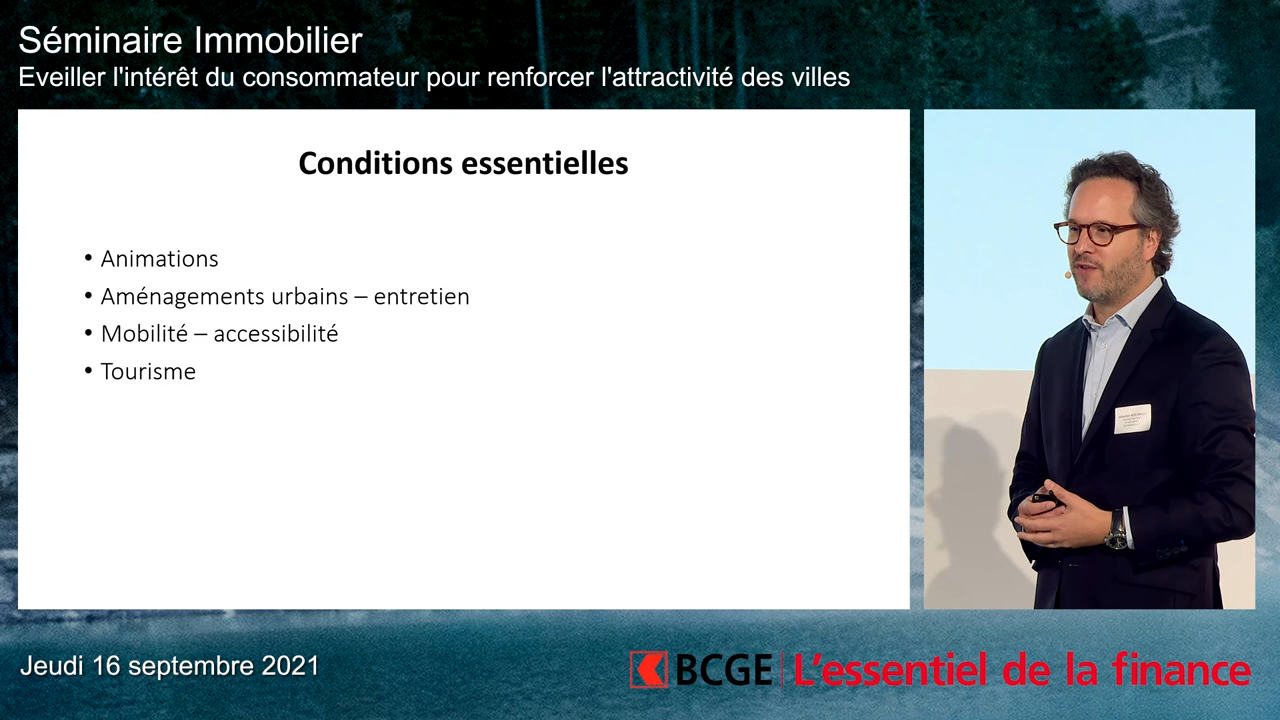 Séminaire Immobilier
Eveiller l'intérêt du consommateur pour renforcer l'attractivité des villes
Conditions essentielles
• Animations
• Aménagements urbains – entretien
• Mobilité – accessibilité
• Tourisme
Jeudi 16 septembre 2021
BCGE L'essentiel de la finance